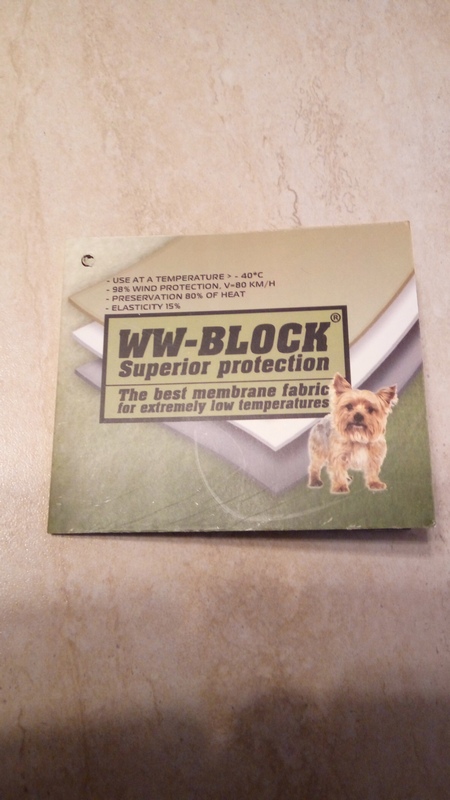 - USE AT A TEMPERATURE > - 40°C
- 98% WIND PROTECTION, V=80 KM/H
- PRESERVATION 80% OF HEAT
- ELASTICITY 15%
WW-BLOCK®
Superior protection
The best membrane fabric
for extremely low temperatures